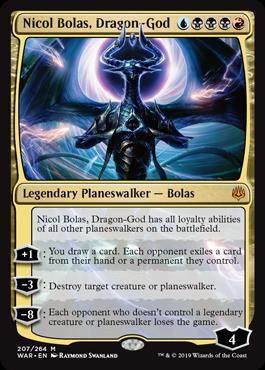 Nicol Bolas, Dragon-God
Legendary Planeswalker — Bolas
Nicol Bolas, Dragon-God has all loyalty abilities
of all other planeswalkers on the battlefield.
+1: You draw a card. Each opponent exiles a card
from their hand or a permanent they control.
−3: Destroy target creature or planeswalker.
−8: Each opponent who doesn't control a legendary
creature or planeswalker loses the game.
4
207/264 M
WAR • EN RAYMOND SWANLAND
™ & © 2019 Wizards of the Coast